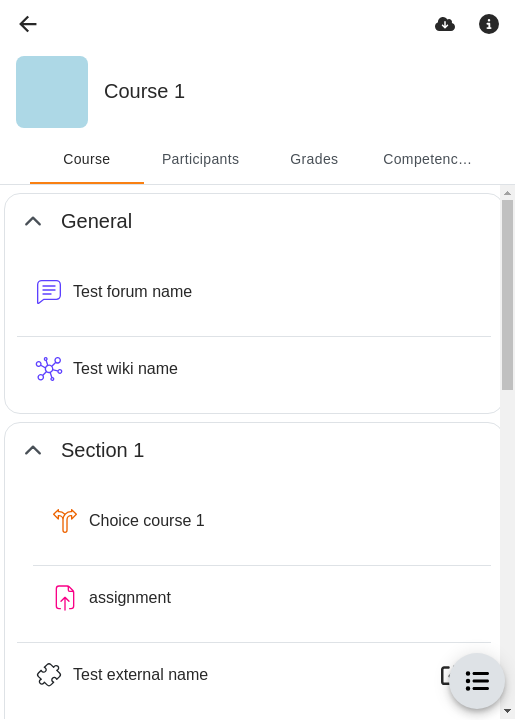 Course 1
Course
Participants
Grades
Competenc…
General
Test forum name
Test wiki name
Section 1
Choice course 1
assignment
Test external name